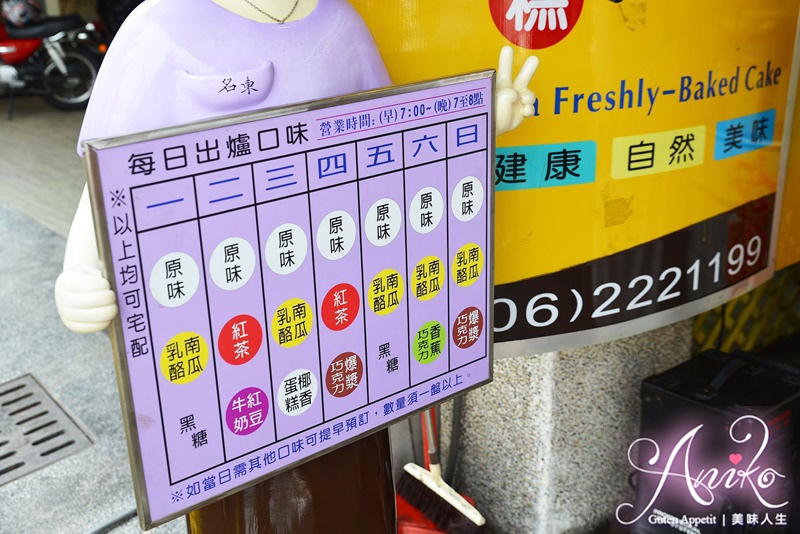 名東
每日出爐口味
營業時間:(早)7:00~(晚)7至8點
一 二 三 四 五 六 日
原味 原味 原味 原味 原味 原味 原味
南瓜乳酪 紅茶 南瓜乳酪 紅茶 南瓜乳酪 南瓜乳酪 南瓜乳酪
黑糖 紅豆牛奶 椰香蛋糕 爆漿巧克力 黑糖 香蕉巧克力 爆漿巧克力
※以上均可宅配
※如當日需其他口味可提早預訂,數量須一盤以上。
糕
Freshly-Baked Cake
健康 自然 美味
06)2221199
Aniko
Guten Appetit | 美味人生